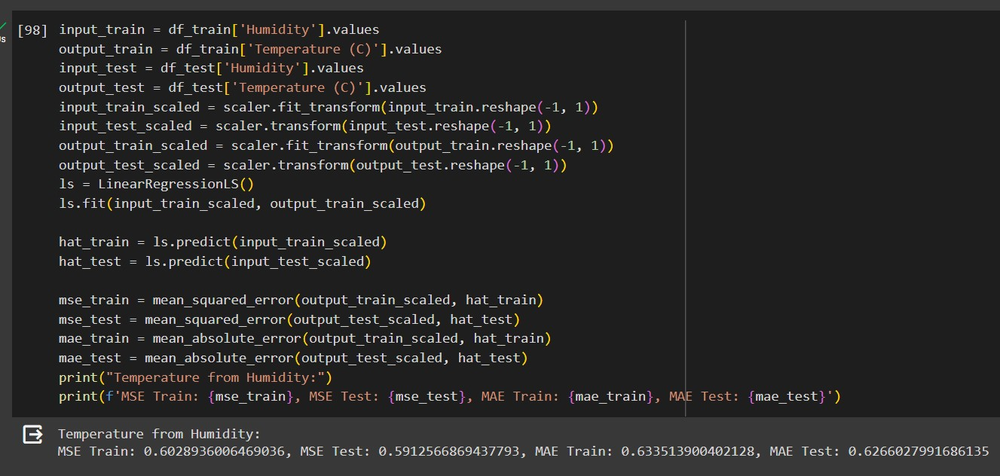 [98] input_train = df_train['Humidity'].values
output_train = df_train['Temperature (C)'].values
input_test = df_test['Humidity'].values
output_test = df_test['Temperature (C)'].values
input_train_scaled = scaler.fit_transform(input_train.reshape(-1, 1))
input_test_scaled = scaler.transform(input_test.reshape(-1, 1))
output_train_scaled = scaler.fit_transform(output_train.reshape(-1, 1))
output_test_scaled = scaler.transform(output_test.reshape(-1, 1))
ls = LinearRegressionLS()
ls.fit(input_train_scaled, output_train_scaled)
hat_train = ls.predict(input_train_scaled)
hat_test = ls.predict(input_test_scaled)
mse_train = mean_squared_error(output_train_scaled, hat_train)
mse_test = mean_squared_error(output_test_scaled, hat_test)
mae_train = mean_absolute_error(output_train_scaled, hat_train)
mae_test = mean_absolute_error(output_test_scaled, hat_test)
print("Temperature from Humidity:")
print(f'MSE Train: {mse_train}, MSE Test: {mse_test}, MAE Train: {mae_train}, MAE Test: {mae_test}')
Temperature from Humidity:
MSE Train: 0.6028936006469036, MSE Test: 0.5912566869437793, MAE Train: 0.633513900402128, MAE Test: 0.6266027991686135